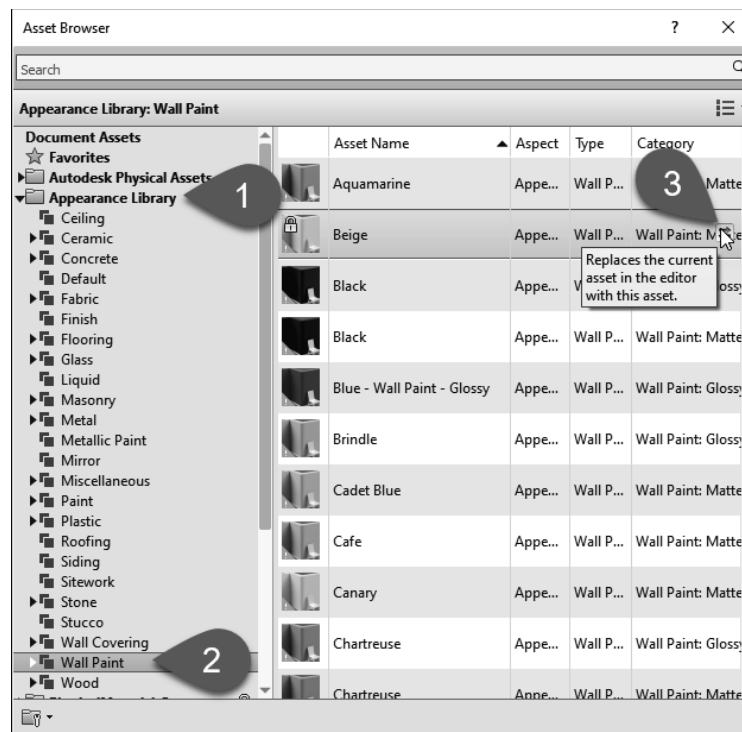 Asset Browser
?
Search
Appearance Library: Wall Paint
Document Assets
Favorites
Autodesk Physical Assets
Appearance Library
1
Ceiling
Ceramic
Concrete
Default
Fabric
Finish
Flooring
Glass
Liquid
Masonry
Metal
Metallic Paint
Mirror
Miscellaneous
Paint
Plastic
Roofing
Siding
Sitework
Stone
Stucco
Wall Covering
Wall Paint
2
Wood
Asset Name Aspect Type Category
3
Aquamarine Appe... Wall P... Matte
Beige Appe... Wall P... Wall Paint:
Replaces the current
asset in the editor
with this asset.
Black Appe...
Black Appe... Wall P... Wall Paint: Matte
Blue - Wall Paint - Glossy Appe... Wall P... Wall Paint: Glossy
Brindle Appe... Wall P... Wall Paint: Glossy
Cadet Blue Appe... Wall P... Wall Paint: Matte
Cafe Appe... Wall P... Wall Paint: Matte
Canary Appe... Wall P... Wall Paint: Matte
Chartreuse Appe... Wall P... Wall Paint: Glossy
Chartreuse Appe... Wall P... Wall Paint: Matte